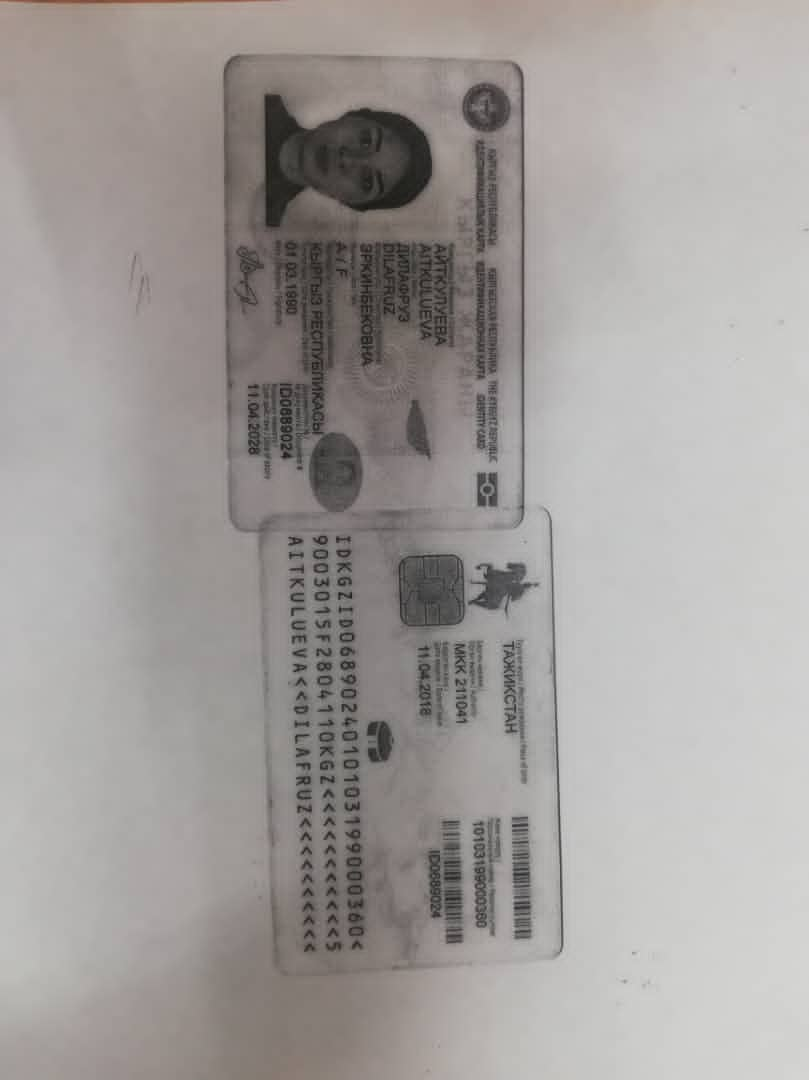 КЫРГЫЗ РЕСПУБЛИКАСЫ КЫРГЫЗСКАЯ РЕСПУБЛИКА THE KYRGYZ REPUBLIC
ИДЕНТИФИКАЦИЯЛЫК КАРТА ИДЕНТИФИКАЦИОННАЯ КАРТА IDENTITY CARD
КЫРГЫЗ ЖАРАНЫ
АЙТКУЛУЕВА
AITKULUEVA
ДИЛАФРУЗ
DILAFRUZ
ЭРКИНБЕКОВНА
А / F
КЫРГЫЗ РЕСПУБЛИКАСЫ
01.03.1990
ID0689024
11.04.2028
ТАЖИКСТАН
МКК 211041
11.04.2018
10103199000360
ID0689024
IDKGZID0689024010103199000360<
9003015F2804110KGZ<<<<<<<<<<<5
AITKULUEVA<<DILAFRUZ<<<<<<<<<<